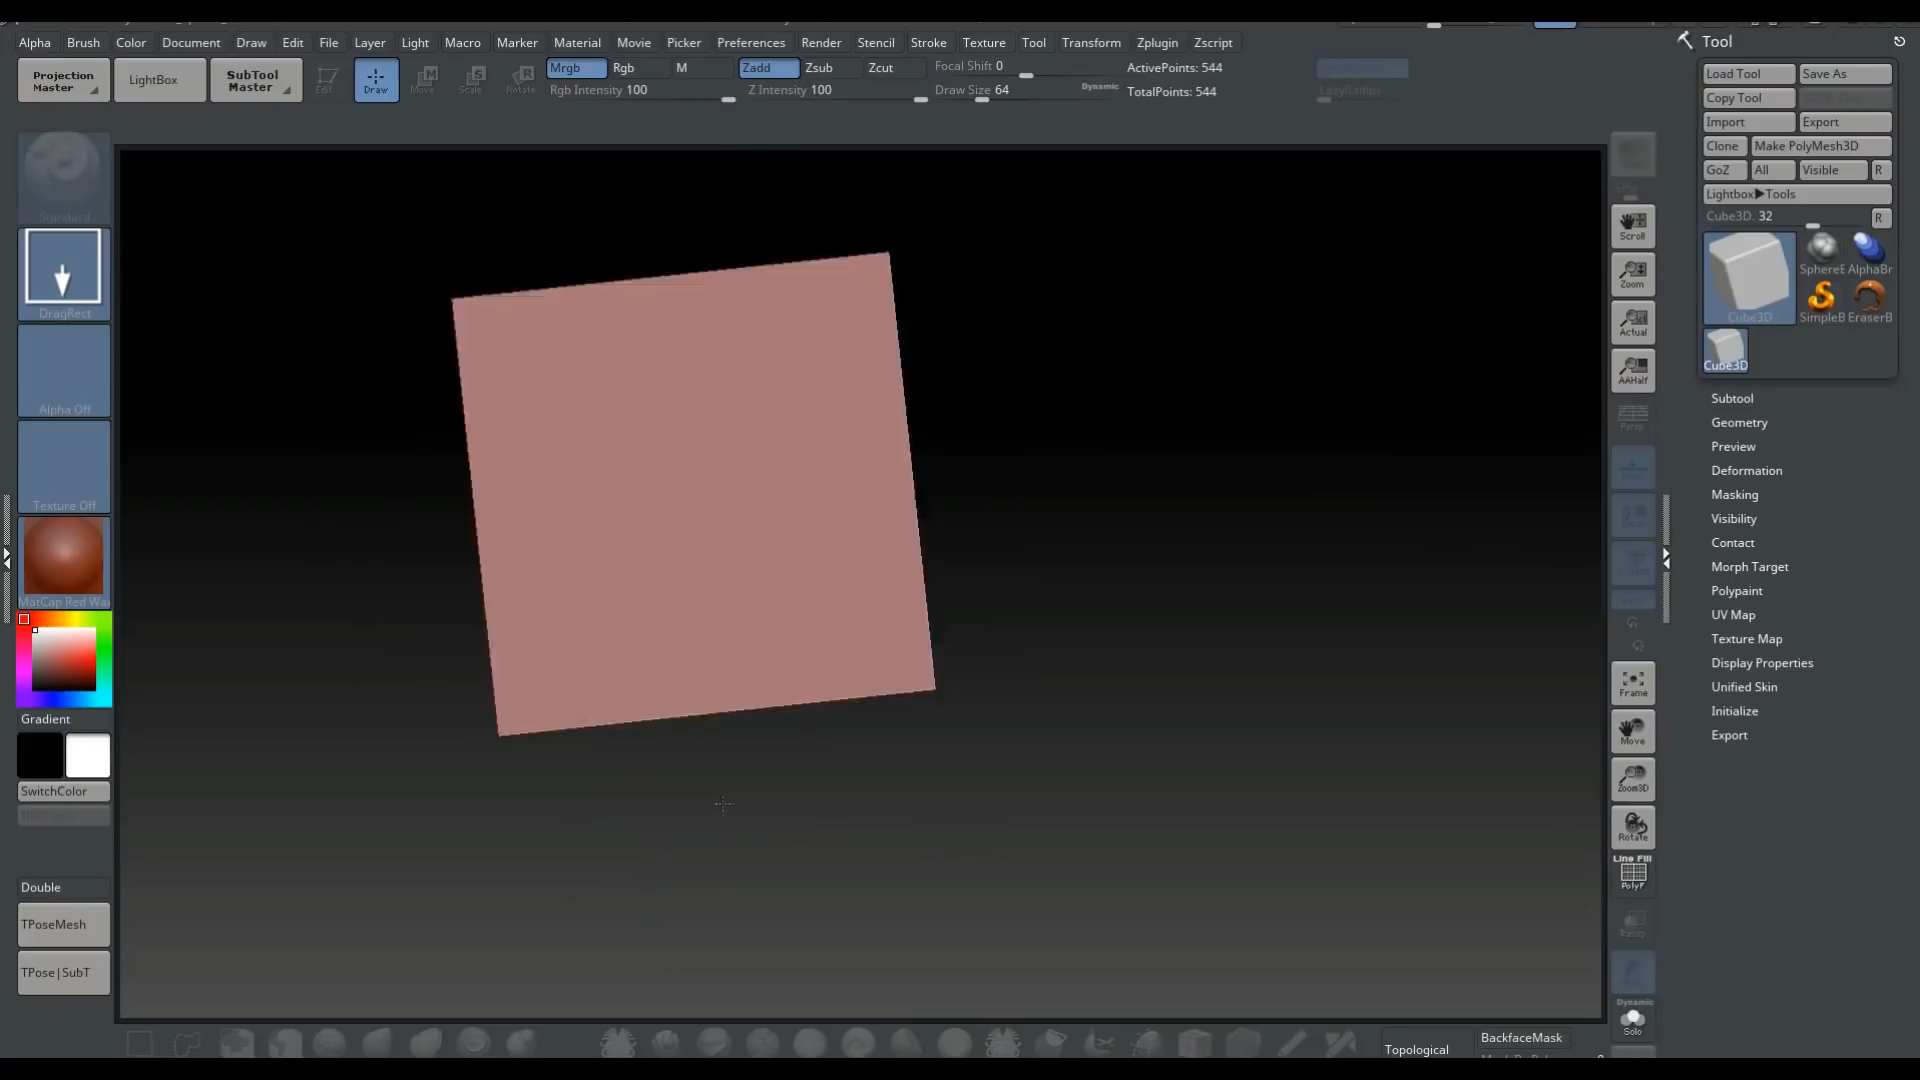 Tool
Alpha Brush Color Document Draw Edit File Layer Light Macro Marker Material Movie Picker Preferences Render Stencil Stroke Texture Tool Transform Zplugin Zscript
Projection Master
LightBox
SubTool Master
Edit
Draw
Move
Scale
Rotate
Mrgb Rgb M
Rgb Intensity 100
Zadd Zsub Zcut
Z Intensity 100
Focal Shift 0
Draw Size 64
Dynamic
ActivePoints: 544
TotalPoints: 544
LazyRadius
Standard
DragRect
Alpha Off
Texture Off
MatCap Red Wa
Gradient
SwitchColor
Double
TPoseMesh
TPose|SubT
Scroll
Zoom
Actual
AAHalf
Persp
Frame
Move
Zoom3D
Rotate
Line Fill
PolyF
Transp
Dynamic
Solo
Load Tool Save As
Copy Tool
Import Export
Clone Make PolyMesh3D
GoZ All Visible R
Lightbox▶Tools
Cube3D. 32 R
Cube3D
SphereB AlphaBr
SimpleB EraserB
Cube3D
Subtool
Geometry
Preview
Deformation
Masking
Visibility
Contact
Morph Target
Polypaint
UV Map
Texture Map
Display Properties
Unified Skin
Initialize
Export
Topological
BackfaceMask